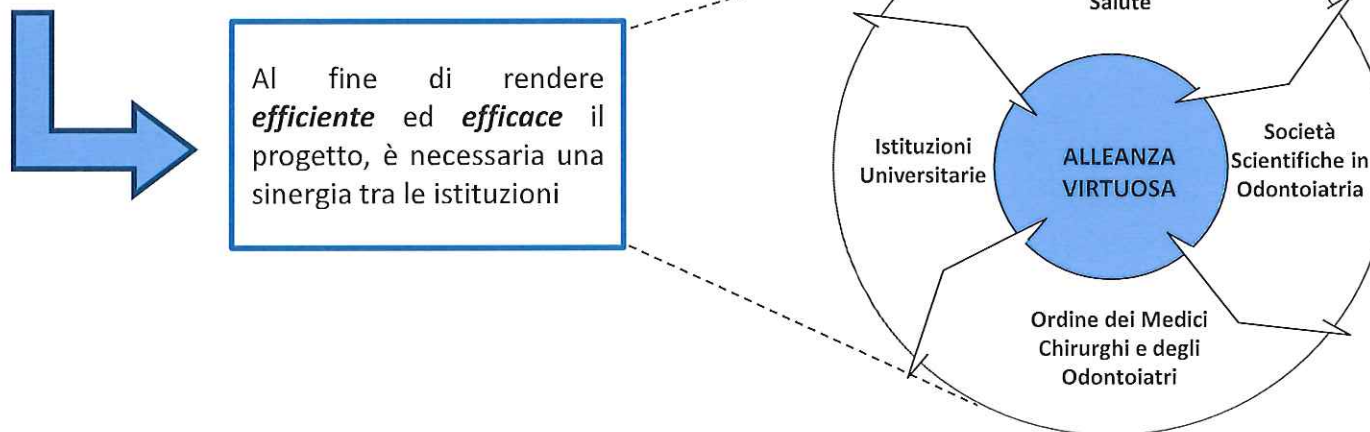 Salute
Al fine di rendere
efficiente ed efficace il
progetto, è necessaria una
sinergia tra le istituzioni
Istituzioni
Universitarie
ALLEANZA
VIRTUOSA
Società
Scientifiche in
Odontoiatria
Ordine dei Medici
Chirurghi e degli
Odontoiatri